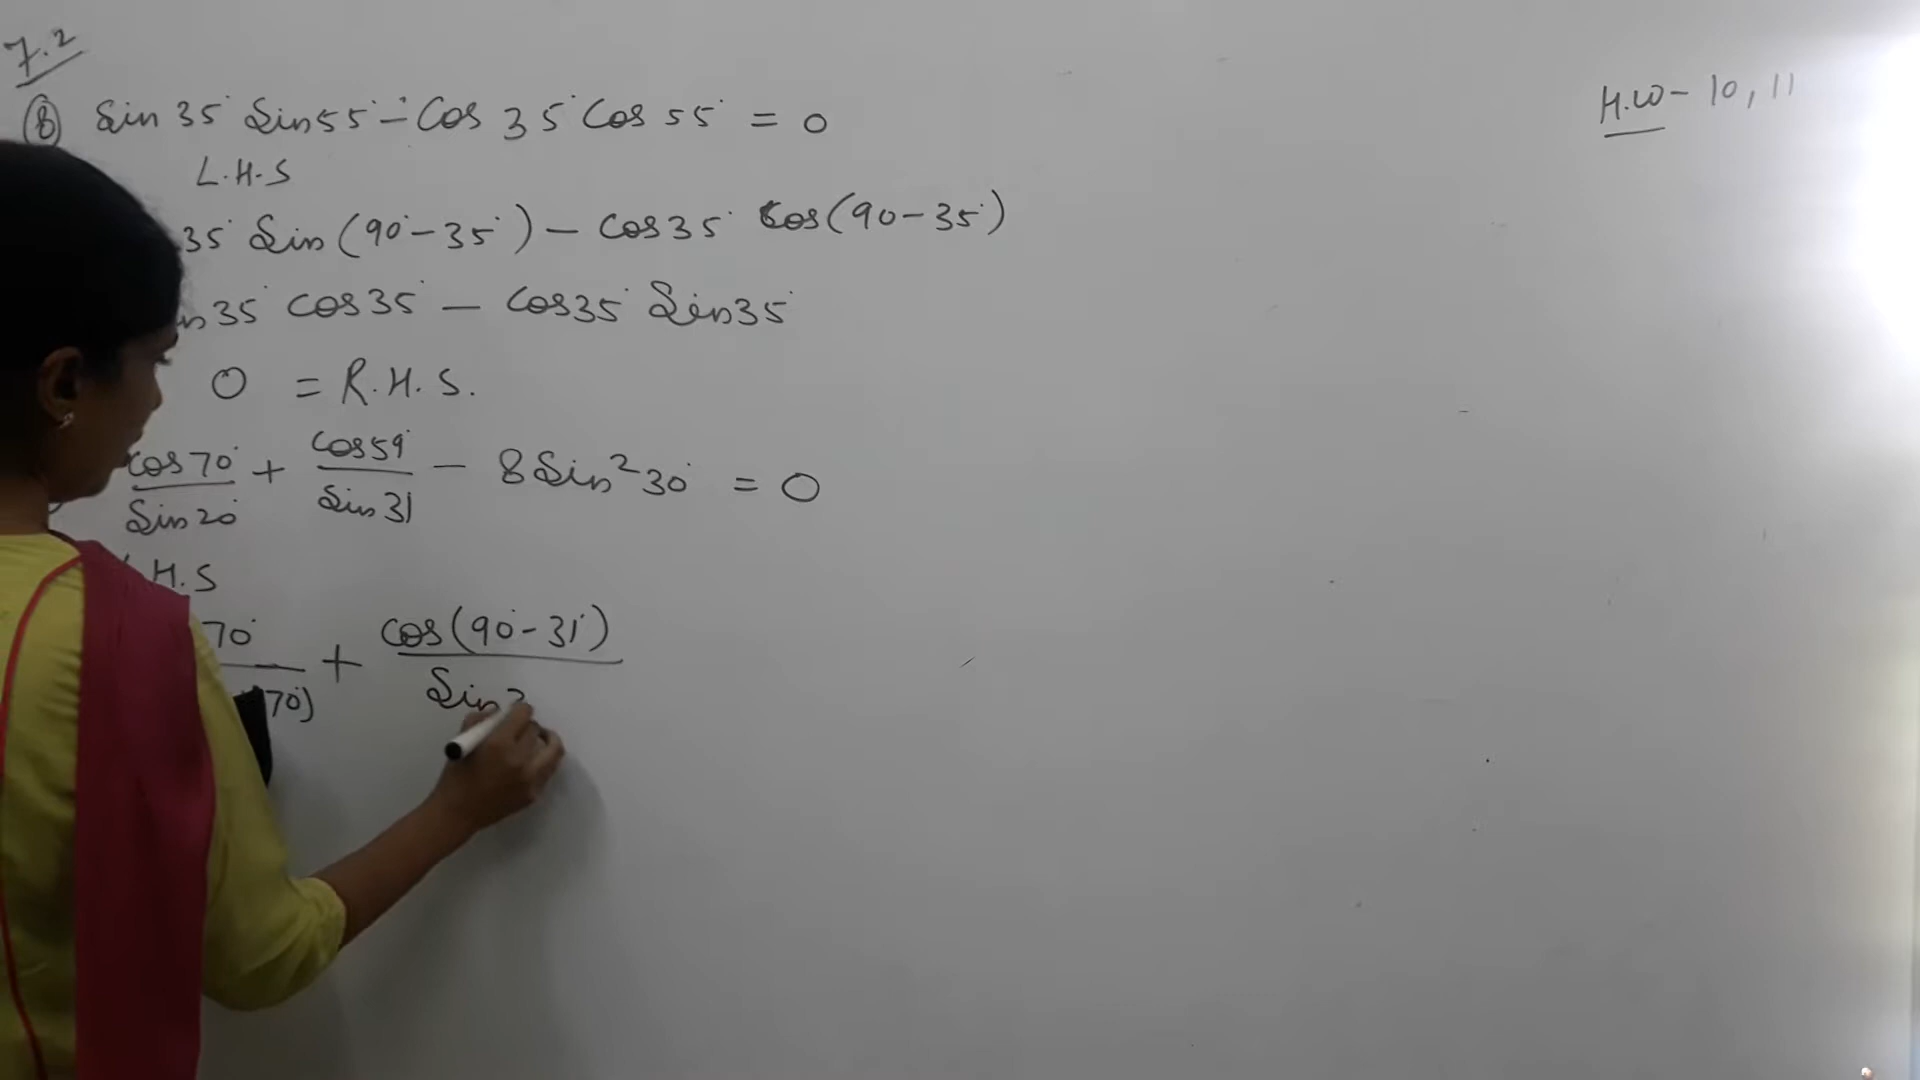 7.2
H.W - 10, 11
⑧ Sin 35° Sin 55° - Cos 35° Cos 55° = 0
L.H.S
35° Sin (90° - 35°) - Cos 35° Cos (90 - 35°)
n 35° Cos 35° - Cos 35° Sin 35°
0 = R.H.S.
Cos 70° / Sin 20° + Cos 59° / Sin 31 - 8 Sin² 30° = 0
.H.S
70° / 70°) + Cos (90° - 31°) / Sin 3